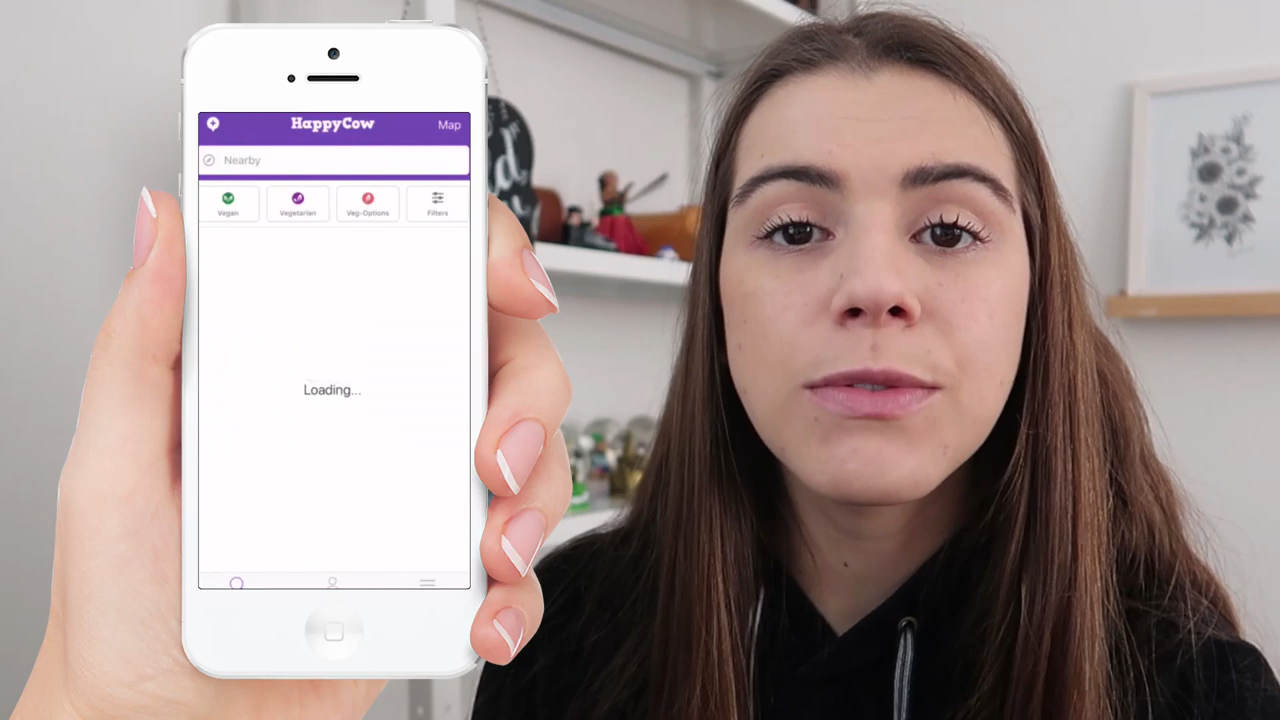 HappyCow
Map
Nearby
Vegan
Vegetarian
Veg-Options
Filters
Loading...